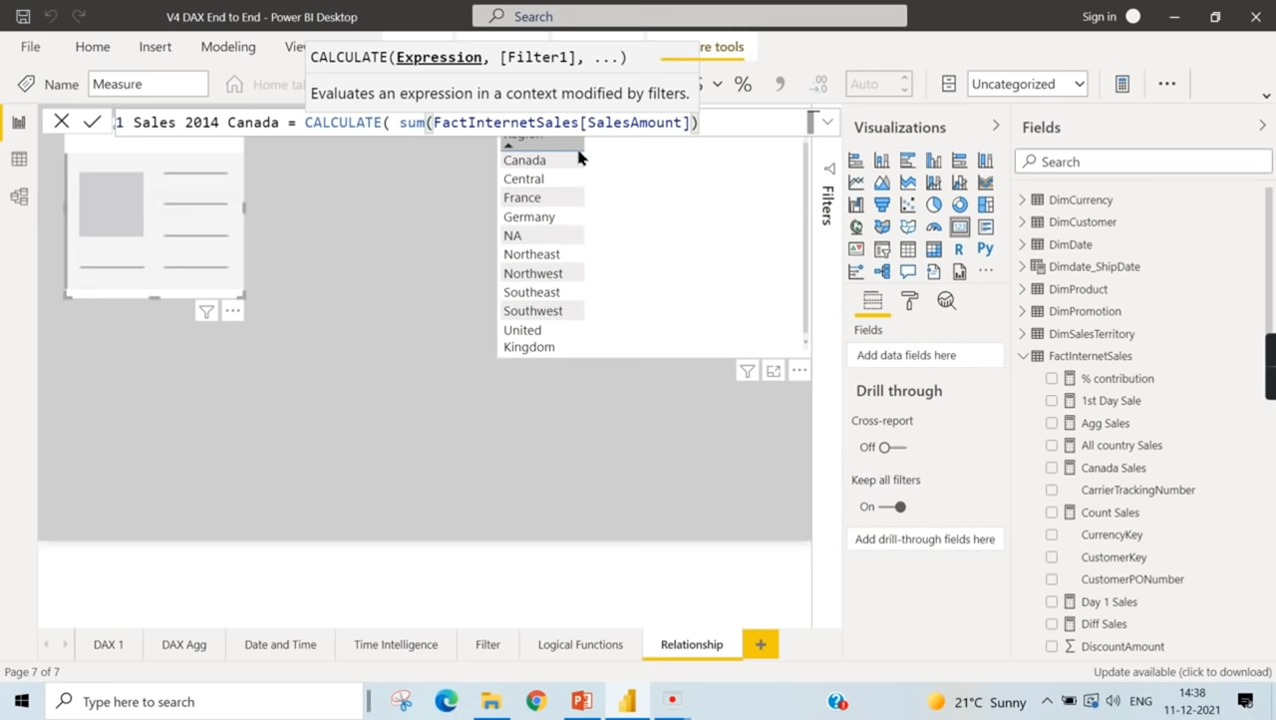 V4 DAX End to End - Power BI Desktop
Search
Sign in
File
Home
Insert
Modeling
CALCULATE(Expression, [Filter1], ...)
Evaluates an expression in a context modified by filters.
tools
Name
Measure
%
Auto
Uncategorized
1 Sales 2014 Canada = CALCULATE( sum(FactInternetSales[SalesAmount])
Region
Canada
Central
France
Germany
NA
Northeast
Northwest
Southeast
Southwest
United
Kingdom
Filters
Visualizations
R
Py
123
Fields
Add data fields here
Drill through
Cross-report
Off
Keep all filters
On
Add drill-through fields here
Fields
Search
DimCurrency
DimCustomer
DimDate
Dimdate_ShipDate
DimProduct
DimPromotion
DimSalesTerritory
FactInternetSales
% contribution
1st Day Sale
Agg Sales
All country Sales
Canada Sales
CarrierTrackingNumber
Count Sales
CurrencyKey
CustomerKey
CustomerPONumber
Day 1 Sales
Diff Sales
DiscountAmount
DAX 1
DAX Agg
Date and Time
Time Intelligence
Filter
Logical Functions
Relationship
Page 7 of 7
Update available (click to download)
Type here to search
21°C Sunny
ENG
14:38
11-12-2021